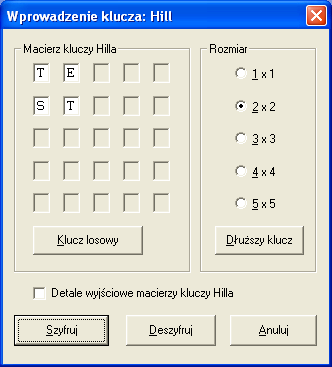 Wprowadzenie klucza: Hill
Macierz kluczy Hilla
T E
S T
Klucz losowy
Rozmiar
1 x 1
2 x 2
3 x 3
4 x 4
5 x 5
Dłuższy klucz
Detale wyjściowe macierzy kluczy Hilla
Szyfruj
Deszyfruj
Anuluj